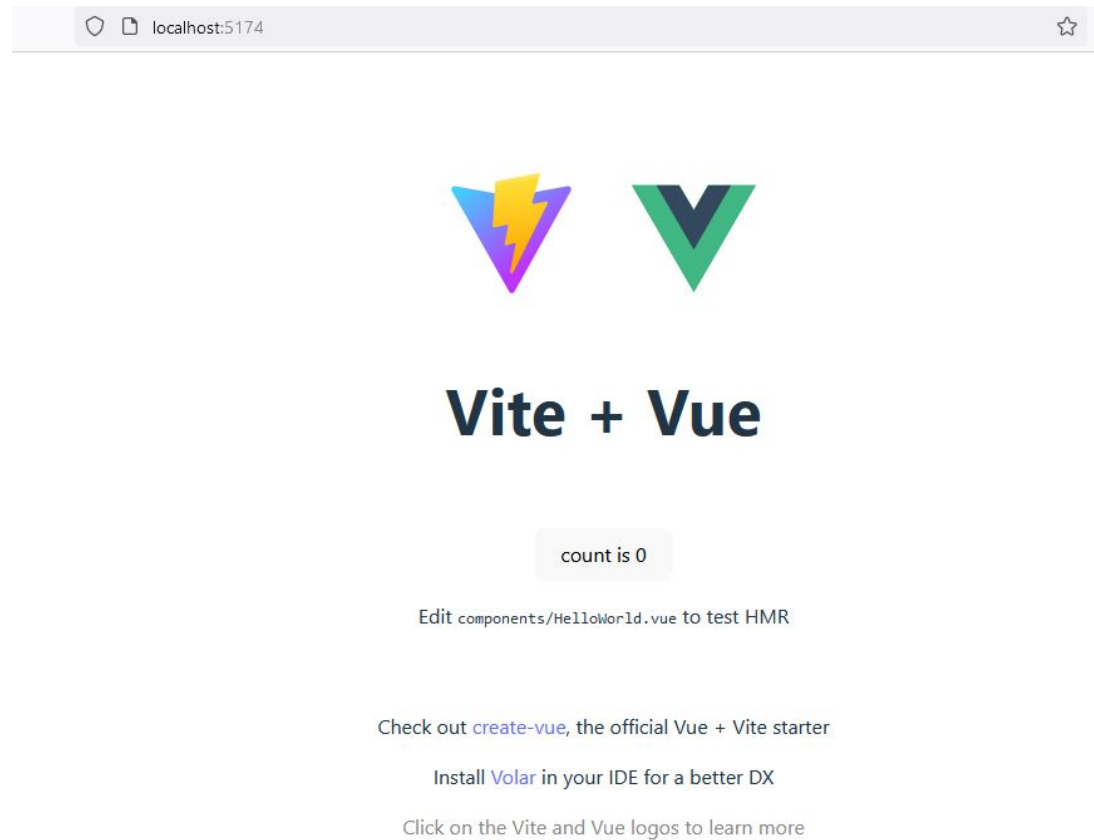 localhost:5174
Vite + Vue
count is 0
Edit components/HelloWorld.vue to test HMR
Check out create-vue, the official Vue + Vite starter
Install Volar in your IDE for a better DX
Click on the Vite and Vue logos to learn more